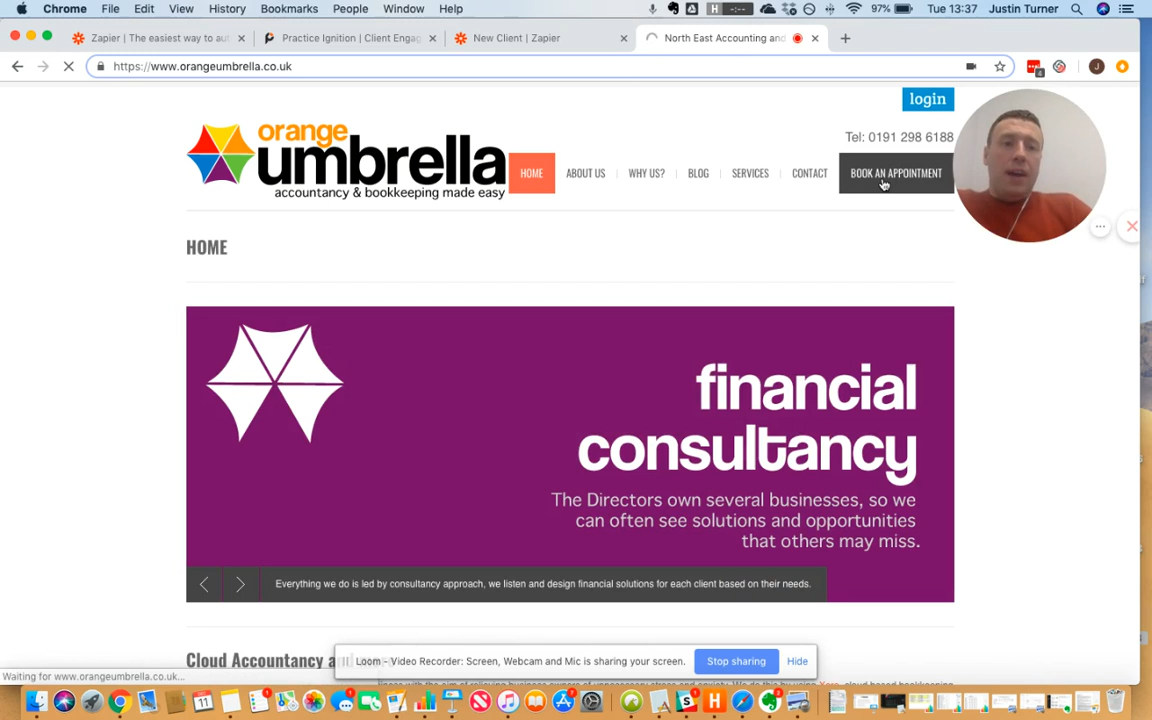 Chrome File Edit View History Bookmarks People Window Help
H -:-- 97% Tue 13:37 Justin Turner
Zapier | The easiest way to aut
Practice Ignition | Client Engag
New Client | Zapier
North East Accounting and
https://www.orangeumbrella.co.uk
4
J
login
Tel: 0191 298 6188
orange
umbrella
accountancy & bookkeeping made easy
HOME ABOUT US WHY US? BLOG SERVICES CONTACT BOOK AN APPOINTMENT
HOME
financial
consultancy
The Directors own several businesses, so we
can often see solutions and opportunities
that others may miss.
Everything we do is led by consultancy approach, we listen and design financial solutions for each client based on their needs.
Cloud Accountancy
Loom - Video Recorder: Screen, Webcam and Mic is sharing your screen. Stop sharing Hide
Waiting for www.orangeumbrella.co.uk...
11